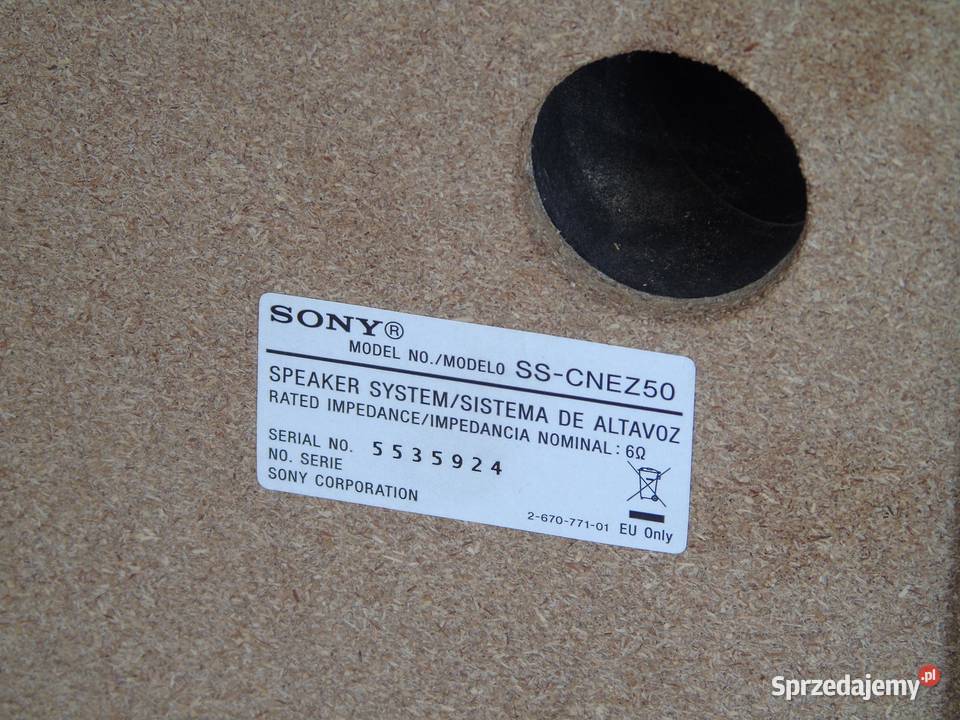 SONY®
MODEL NO./MODELO SS-CNEZ50
SPEAKER SYSTEM/SISTEMA DE ALTAVOZ
RATED IMPEDANCE/IMPEDANCIA NOMINAL: 6Ω
SERIAL NO. 5535924
NO. SERIE
SONY CORPORATION
2-670-771-01 EU Only
Sprzedajemy.pl